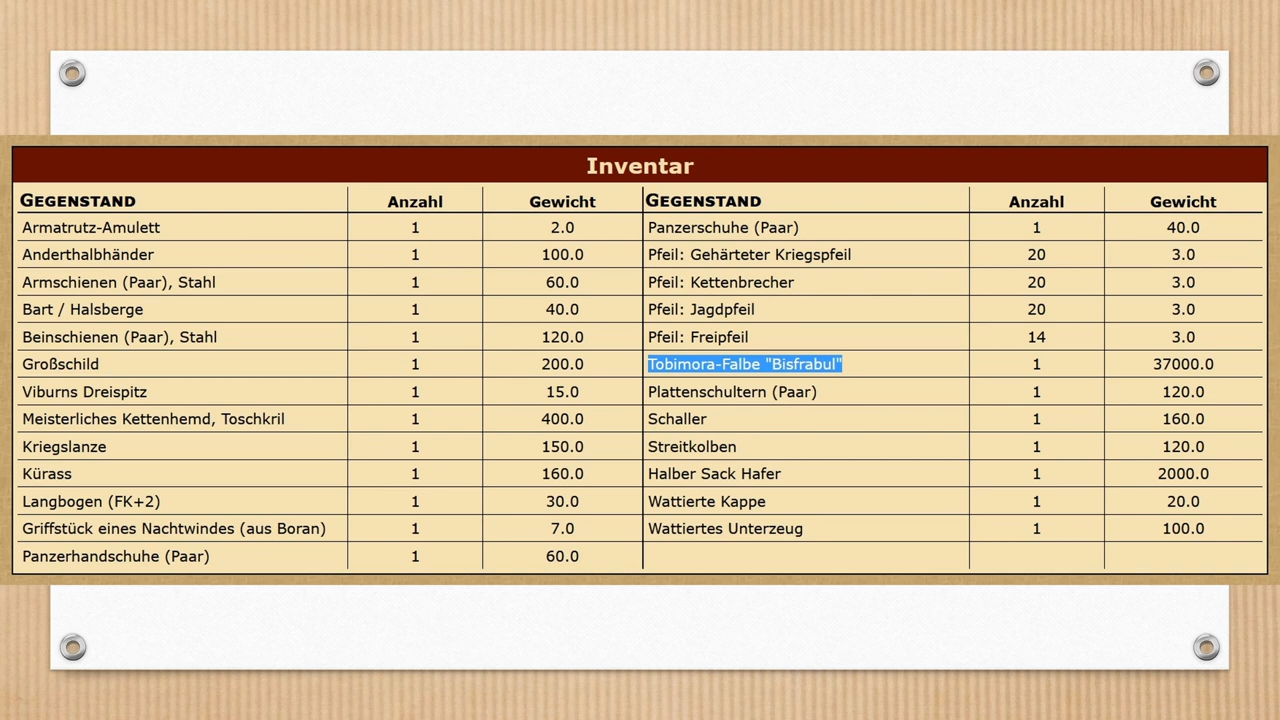 Inventar
GEGENSTAND Anzahl Gewicht GEGENSTAND Anzahl Gewicht
Armatrutz-Amulett 1 2.0 Panzerschuhe (Paar) 1 40.0
Anderthalbhänder 1 100.0 Pfeil: Gehärteter Kriegspfeil 20 3.0
Armschienen (Paar), Stahl 1 60.0 Pfeil: Kettenbrecher 20 3.0
Bart / Halsberge 1 40.0 Pfeil: Jagdpfeil 20 3.0
Beinschienen (Paar), Stahl 1 120.0 Pfeil: Freipfeil 14 3.0
Großschild 1 200.0 Tobimora-Falbe "Bisfrabul" 1 37000.0
Viburns Dreispitz 1 15.0 Plattenschultern (Paar) 1 120.0
Meisterliches Kettenhemd, Toschkril 1 400.0 Schaller 1 160.0
Kriegslanze 1 150.0 Streitkolben 1 120.0
Kürass 1 160.0 Halber Sack Hafer 1 2000.0
Langbogen (FK+2) 1 30.0 Wattierte Kappe 1 20.0
Griffstück eines Nachtwindes (aus Boran) 1 7.0 Wattiertes Unterzeug 1 100.0
Panzerhandschuhe (Paar) 1 60.0